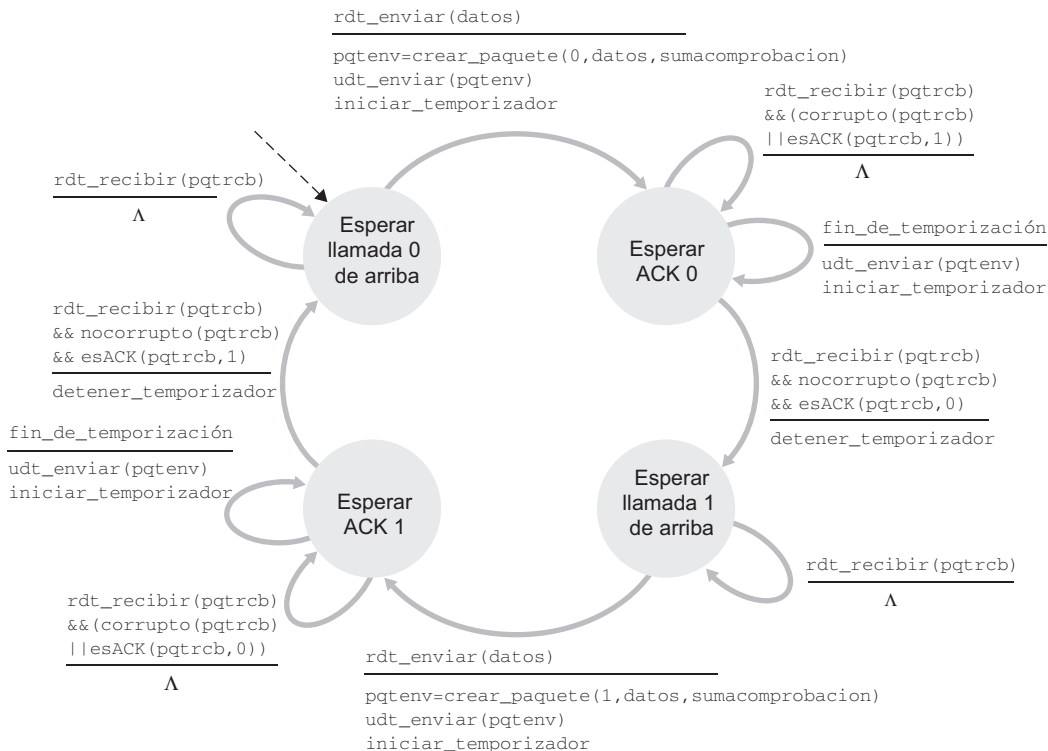 rdt_enviar(datos)
pqtenv=crear_paquete(0,datos,sumacomprobacion)
udt_enviar(pqtenv)
iniciar_temporizador
rdt_recibir(pqtrcb)
&&(corrupto(pqtrcb)
||esACK(pqtrcb,1))
Λ
rdt_recibir(pqtrcb)
Λ
Esperar
llamada 0
de arriba
Esperar
ACK 0
fin_de_temporización
udt_enviar(pqtenv)
iniciar_temporizador
rdt_recibir(pqtrcb)
&& nocorrupto(pqtrcb)
&& esACK(pqtrcb,1)
detener_temporizador
rdt_recibir(pqtrcb)
&& nocorrupto(pqtrcb)
&& esACK(pqtrcb,0)
detener_temporizador
fin_de_temporización
udt_enviar(pqtenv)
iniciar_temporizador
Esperar
ACK 1
Esperar
llamada 1
de arriba
rdt_recibir(pqtrcb)
Λ
rdt_recibir(pqtrcb)
&&(corrupto(pqtrcb)
||esACK(pqtrcb,0))
Λ
rdt_enviar(datos)
pqtenv=crear_paquete(1,datos,sumacomprobacion)
udt_enviar(pqtenv)
iniciar_temporizador